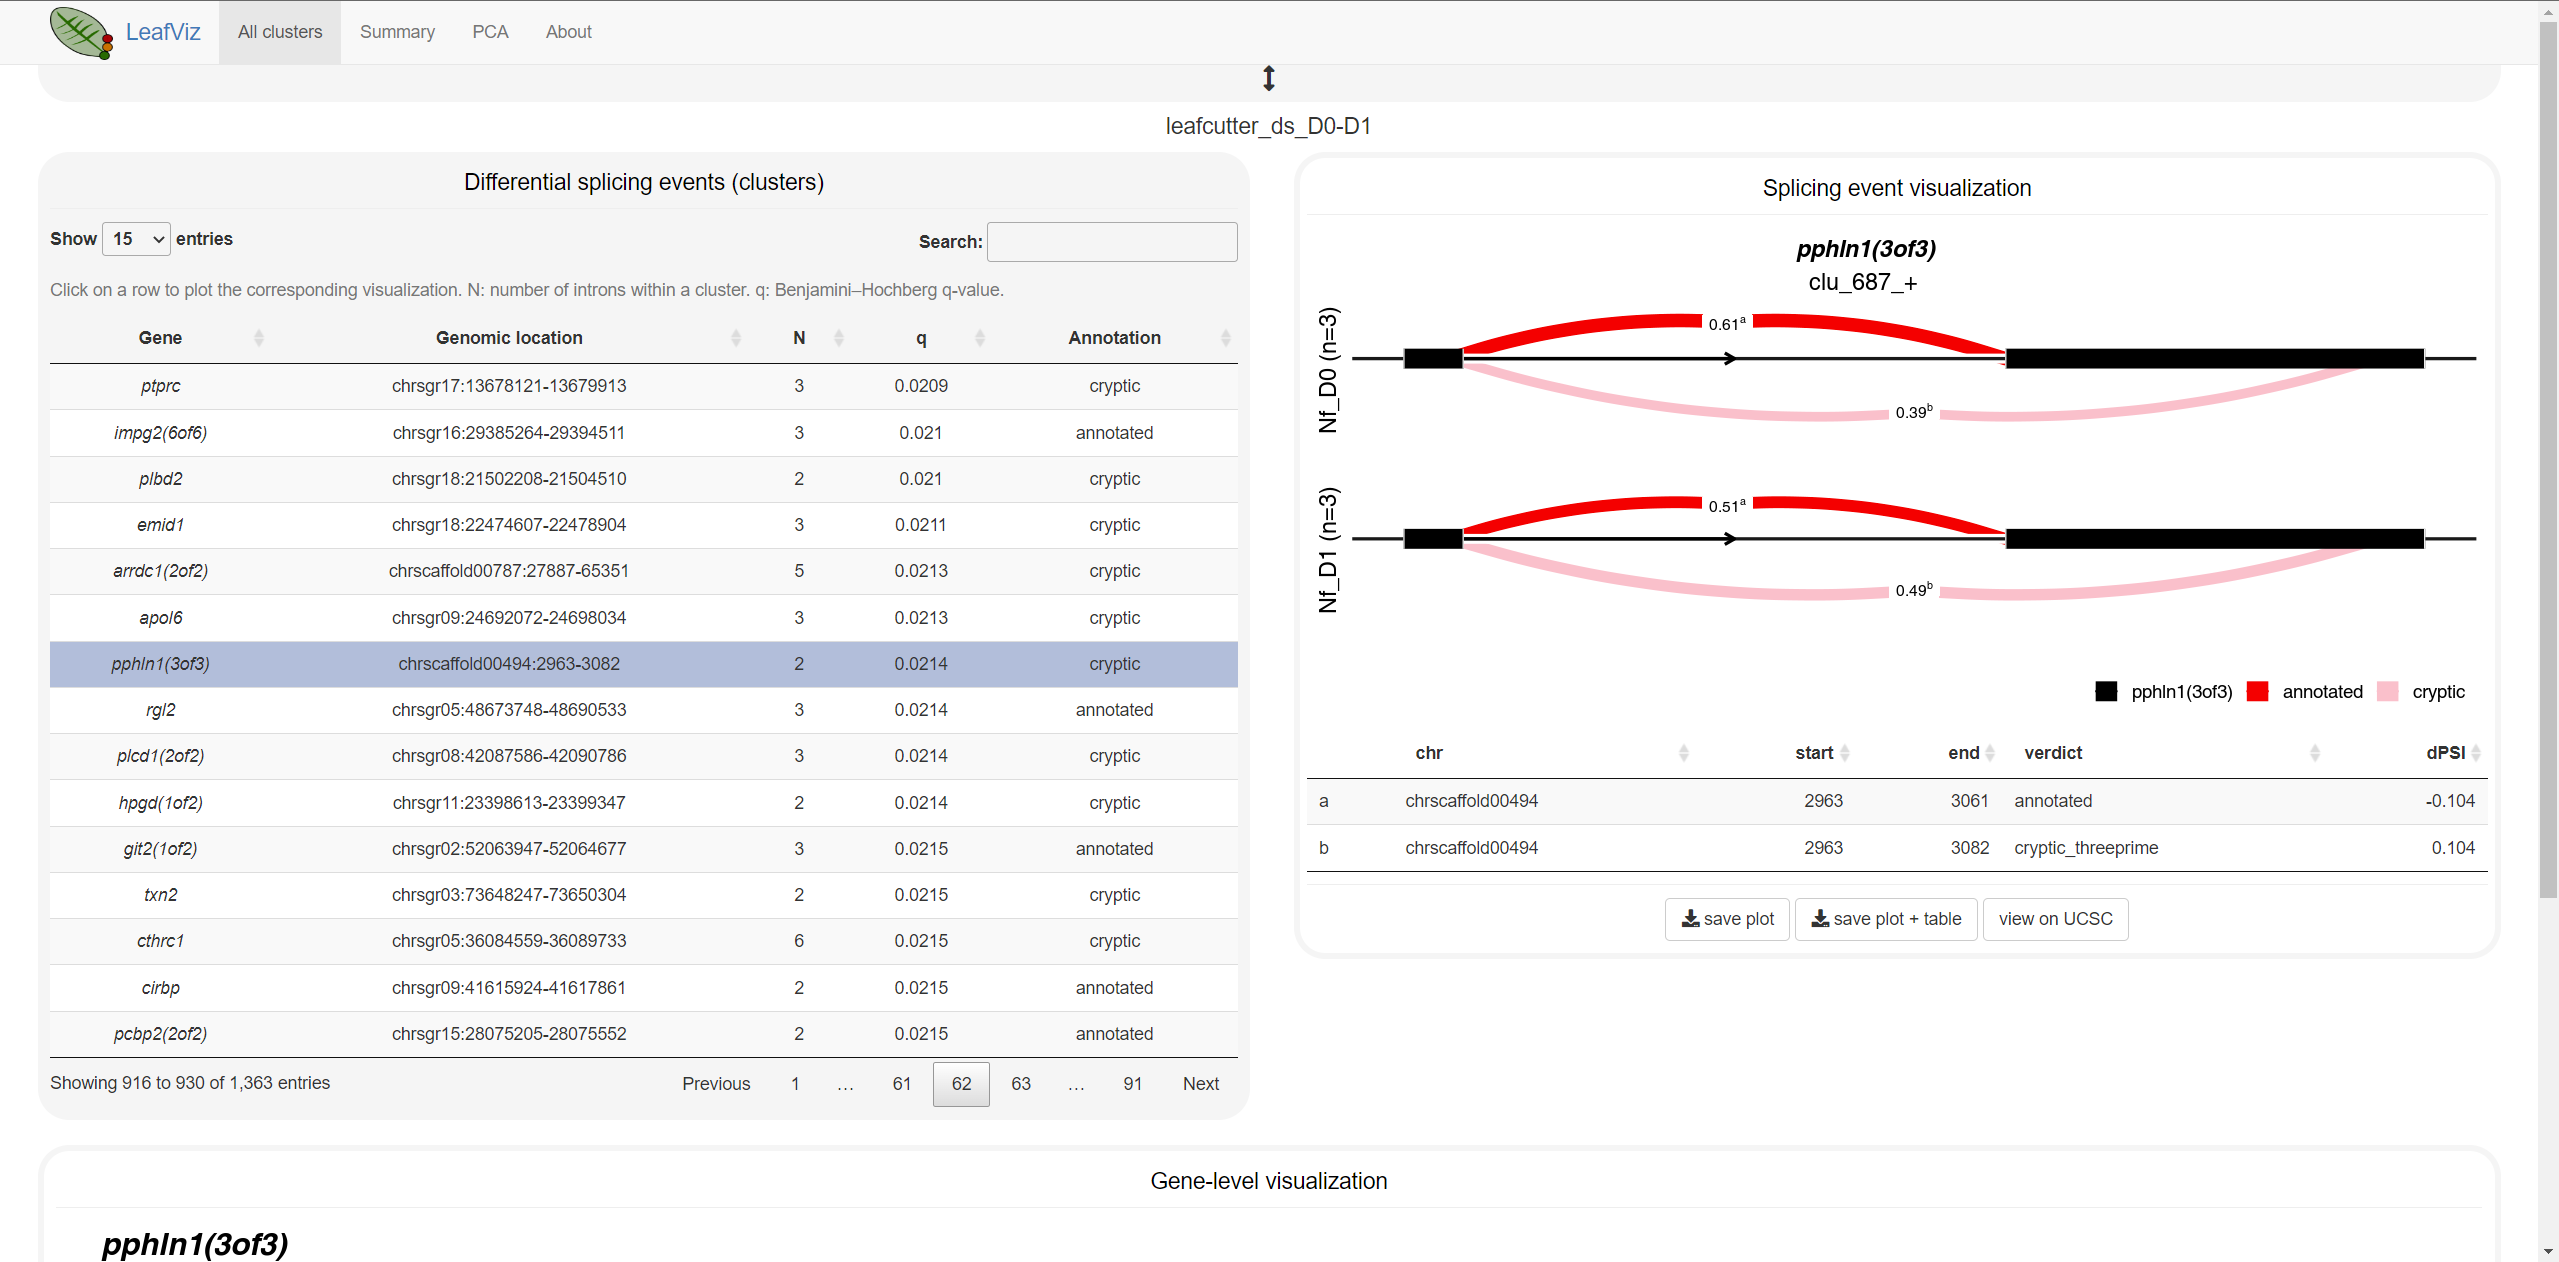 LeafViz All clusters Summary PCA About
leafcutter_ds_D0-D1
Differential splicing events (clusters)
Show 15 entries Search:
Click on a row to plot the corresponding visualization. N: number of introns within a cluster. q: Benjamini–Hochberg q-value.
Gene Genomic location N q Annotation
ptprc chrsgr17:13678121-13679913 3 0.0209 cryptic
impg2(6of6) chrsgr16:29385264-29394511 3 0.021 annotated
plbd2 chrsgr18:21502208-21504510 2 0.021 cryptic
emid1 chrsgr18:22474607-22478904 3 0.0211 cryptic
arrdc1(2of2) chrscaffold00787:27887-65351 5 0.0213 cryptic
apol6 chrsgr09:24692072-24698034 3 0.0213 cryptic
pphln1(3of3) chrscaffold00494:2963-3082 2 0.0214 cryptic
rgl2 chrsgr05:48673748-48690533 3 0.0214 annotated
plcd1(2of2) chrsgr08:42087586-42090786 3 0.0214 cryptic
hpgd(1of2) chrsgr11:23398613-23399347 2 0.0214 cryptic
git2(1of2) chrsgr02:52063947-52064677 3 0.0215 annotated
txn2 chrsgr03:73648247-73650304 2 0.0215 cryptic
cthrc1 chrsgr05:36084559-36089733 6 0.0215 cryptic
cirbp chrsgr09:41615924-41617861 2 0.0215 annotated
pcbp2(2of2) chrsgr15:28075205-28075552 2 0.0215 annotated
Showing 916 to 930 of 1,363 entries Previous 1 … 61 62 63 … 91 Next
Splicing event visualization
pphln1(3of3)
clu_687_+
Nf_D0 (n=3)
0.61a
0.39b
Nf_D1 (n=3)
0.51a
0.49b
pphln1(3of3) annotated cryptic
chr start end verdict dPSI
a chrscaffold00494 2963 3061 annotated -0.104
b chrscaffold00494 2963 3082 cryptic_threeprime 0.104
save plot save plot + table view on UCSC
Gene-level visualization
pphln1(3of3)